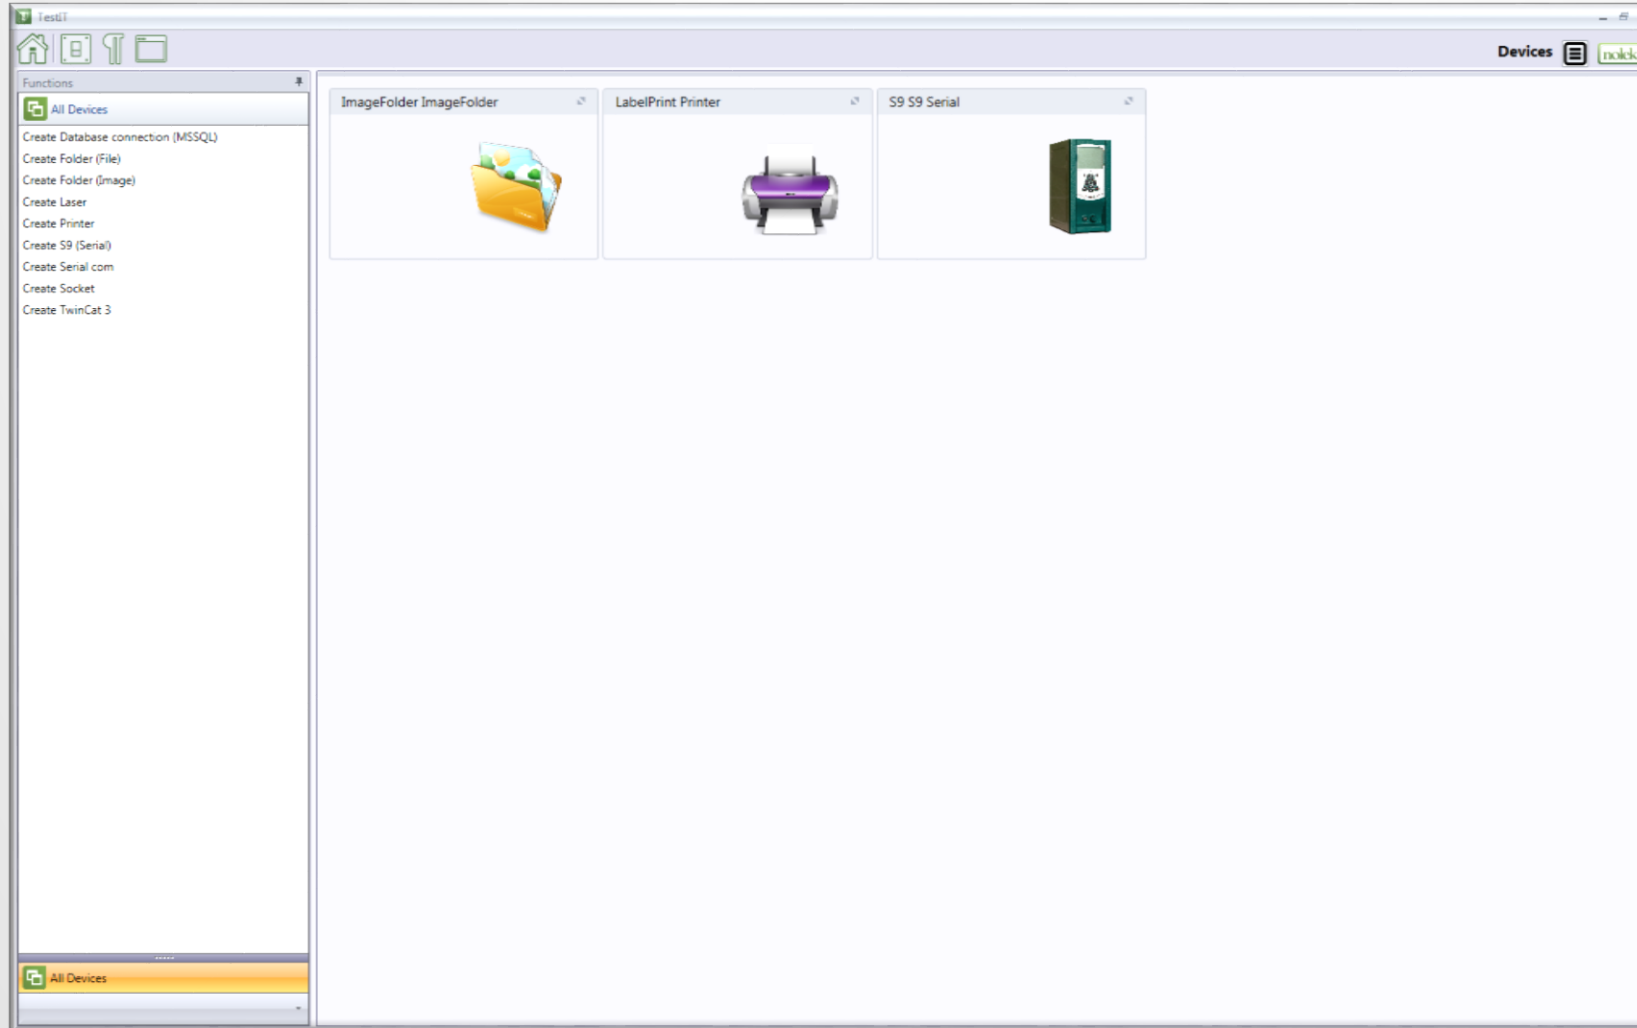 TestIT
Devices
Functions
All Devices
Create Database connection (MSSQL)
Create Folder (File)
Create Folder (Image)
Create Laser
Create Printer
Create S9 (Serial)
Create Serial com
Create Socket
Create TwinCat 3
ImageFolder ImageFolder
LabelPrint Printer
S9 S9 Serial
All Devices